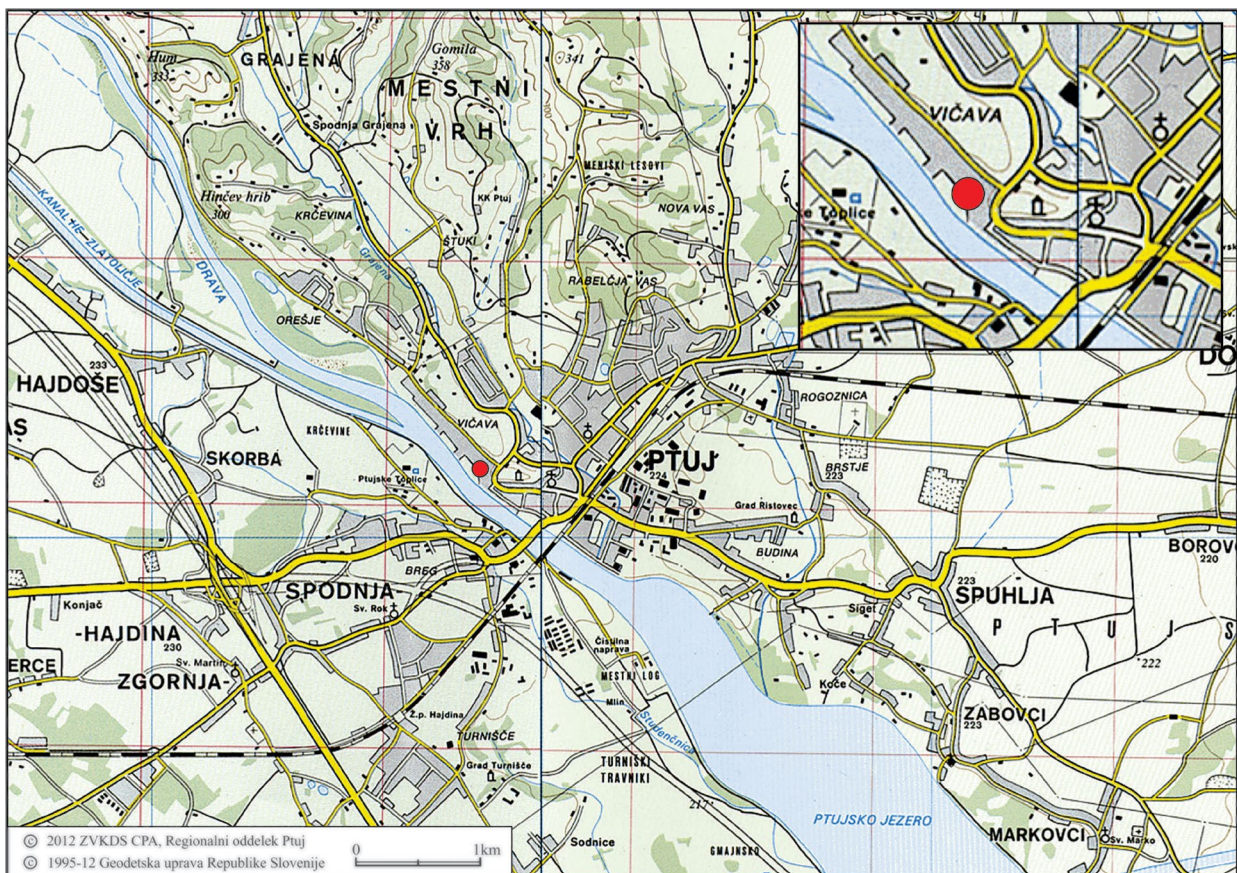 Hum
333
GRAJENA
Gomila
358
341
MESTNI
VRH
Spodnja Grajena
MENIŠKI LESOVI
KK Ptuj
NOVA VAS
Hinčev hrib
300
KRČEVINA
ŠTUKI
Grajena
KANAL HE ZLATOLIČJE
DRAVA
RABELČJA VAS
OREŠJE
VIČAVA
ke Toplice
233
HAJDOŠE
AS
SKORBA
KRČEVINE
VIČAVA
Ptujske Toplice
PTUJ
224
ROGOZNICA
BRSTJE
223
DO
Grad Ristovec
BUDINA
BREG
SPODNJA-
Sv. Rok
Konjač
-HAJDINA
230
Sv. Martin
ERCE
ZGORNJA-
Čistilna
naprava
MESTNI LOG
Mlin
Studenčnica
Ž.p. Hajdina
TURNIŠČE
Grad Turnišče
TURNIŠKI
TRAVNIKI
217
Siget
223
SPUHLJA
BOROVC
220
P T U J S
222
Koče
ZABOVCI
223
PTUJSKO JEZERO
MARKOVCI
Sv. Marko
GMAJNSKO
Sodnice
LJ
© 2012 ZVKDS CPA, Regionalni oddelek Ptuj
© 1995-12 Geodetska uprava Republike Slovenije
0 1km